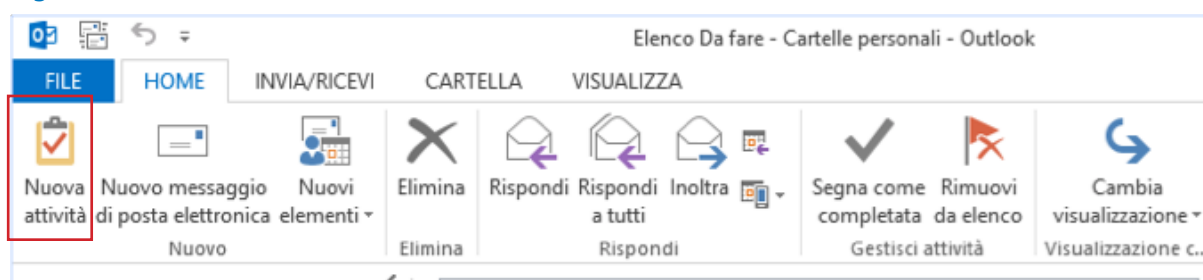 Elenco Da fare - Cartelle personali - Outlook
FILE HOME INVIA/RICEVI CARTELLA VISUALIZZA
Nuova attività
Nuovo messaggio di posta elettronica
Nuovi elementi
Elimina
Rispondi
Rispondi a tutti
Inoltra
Segna come completata
Rimuovi da elenco
Cambia visualizzazione
Nuovo
Elimina
Rispondi
Gestisci attività
Visualizzazione c...